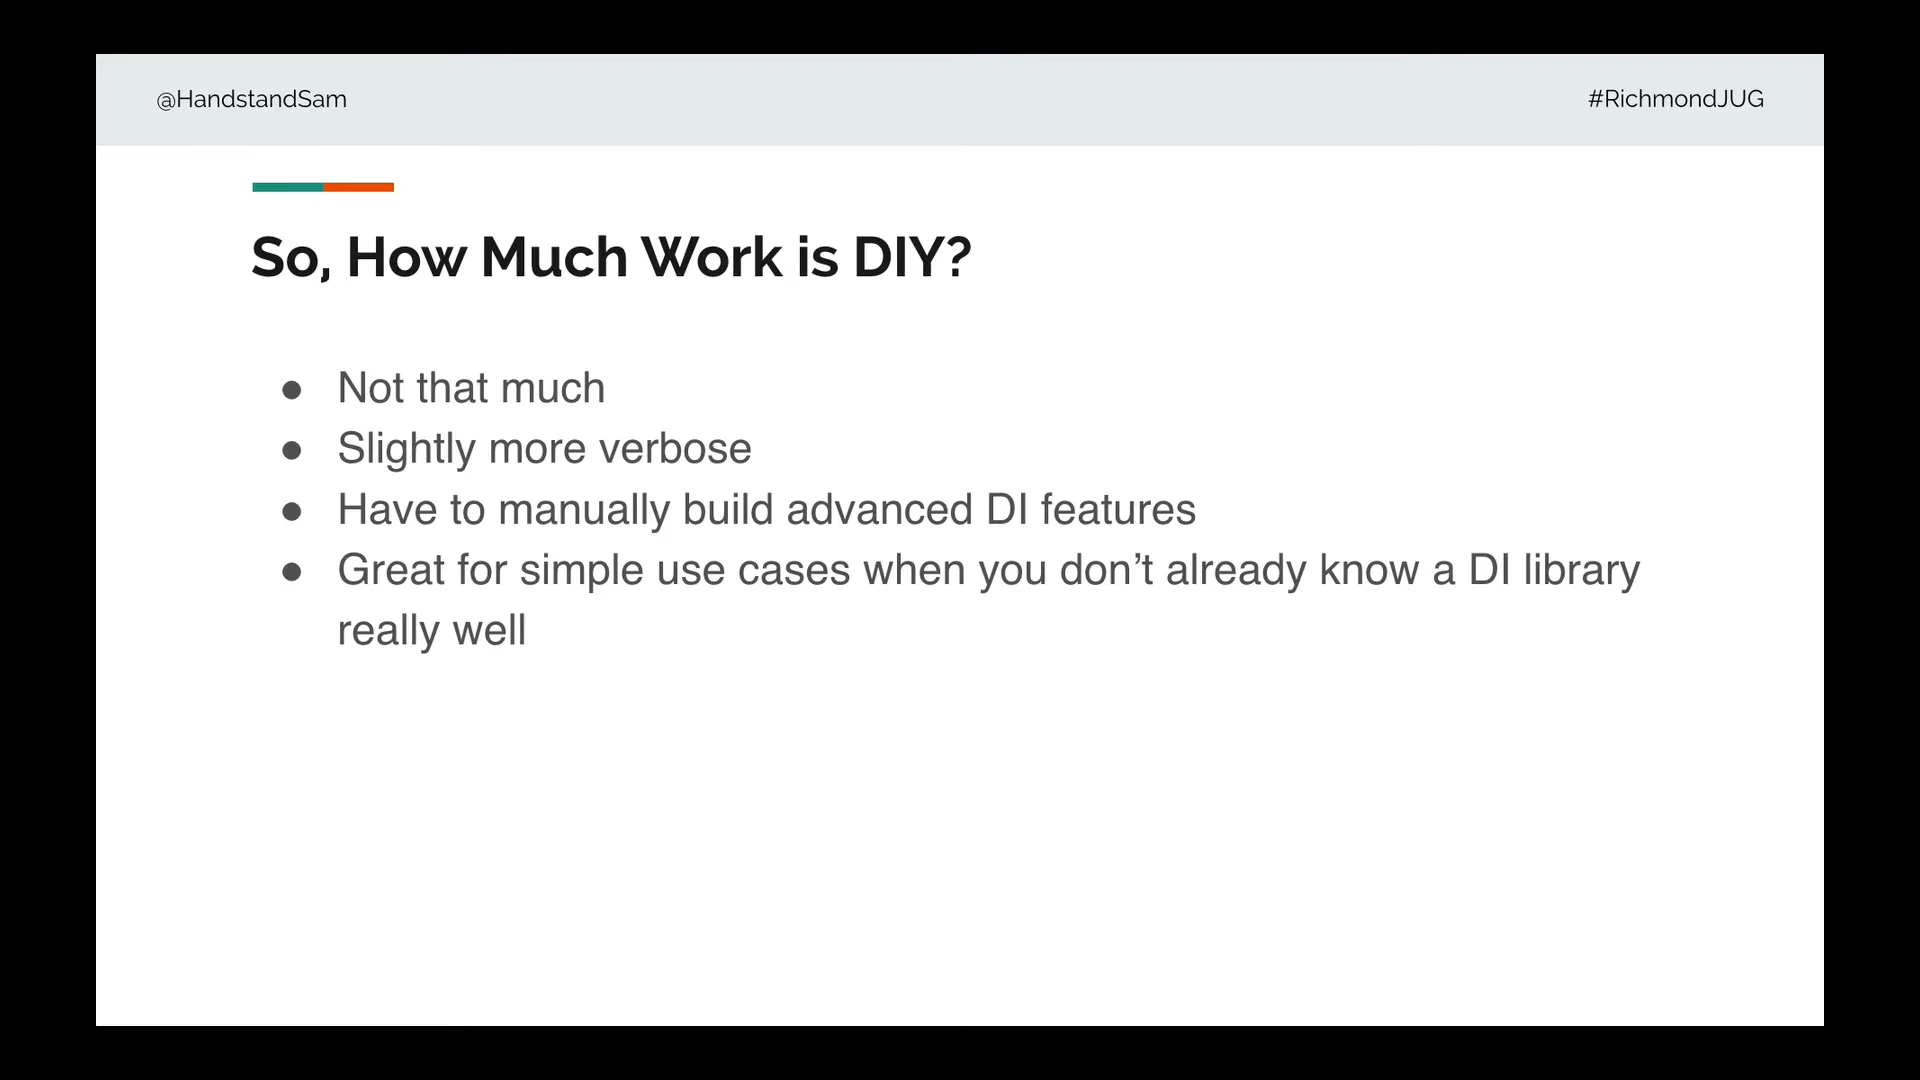 @HandstandSam
#RichmondJUG
So, How Much Work is DIY?
● Not that much
● Slightly more verbose
● Have to manually build advanced DI features
● Great for simple use cases when you don’t already know a DI library
really well